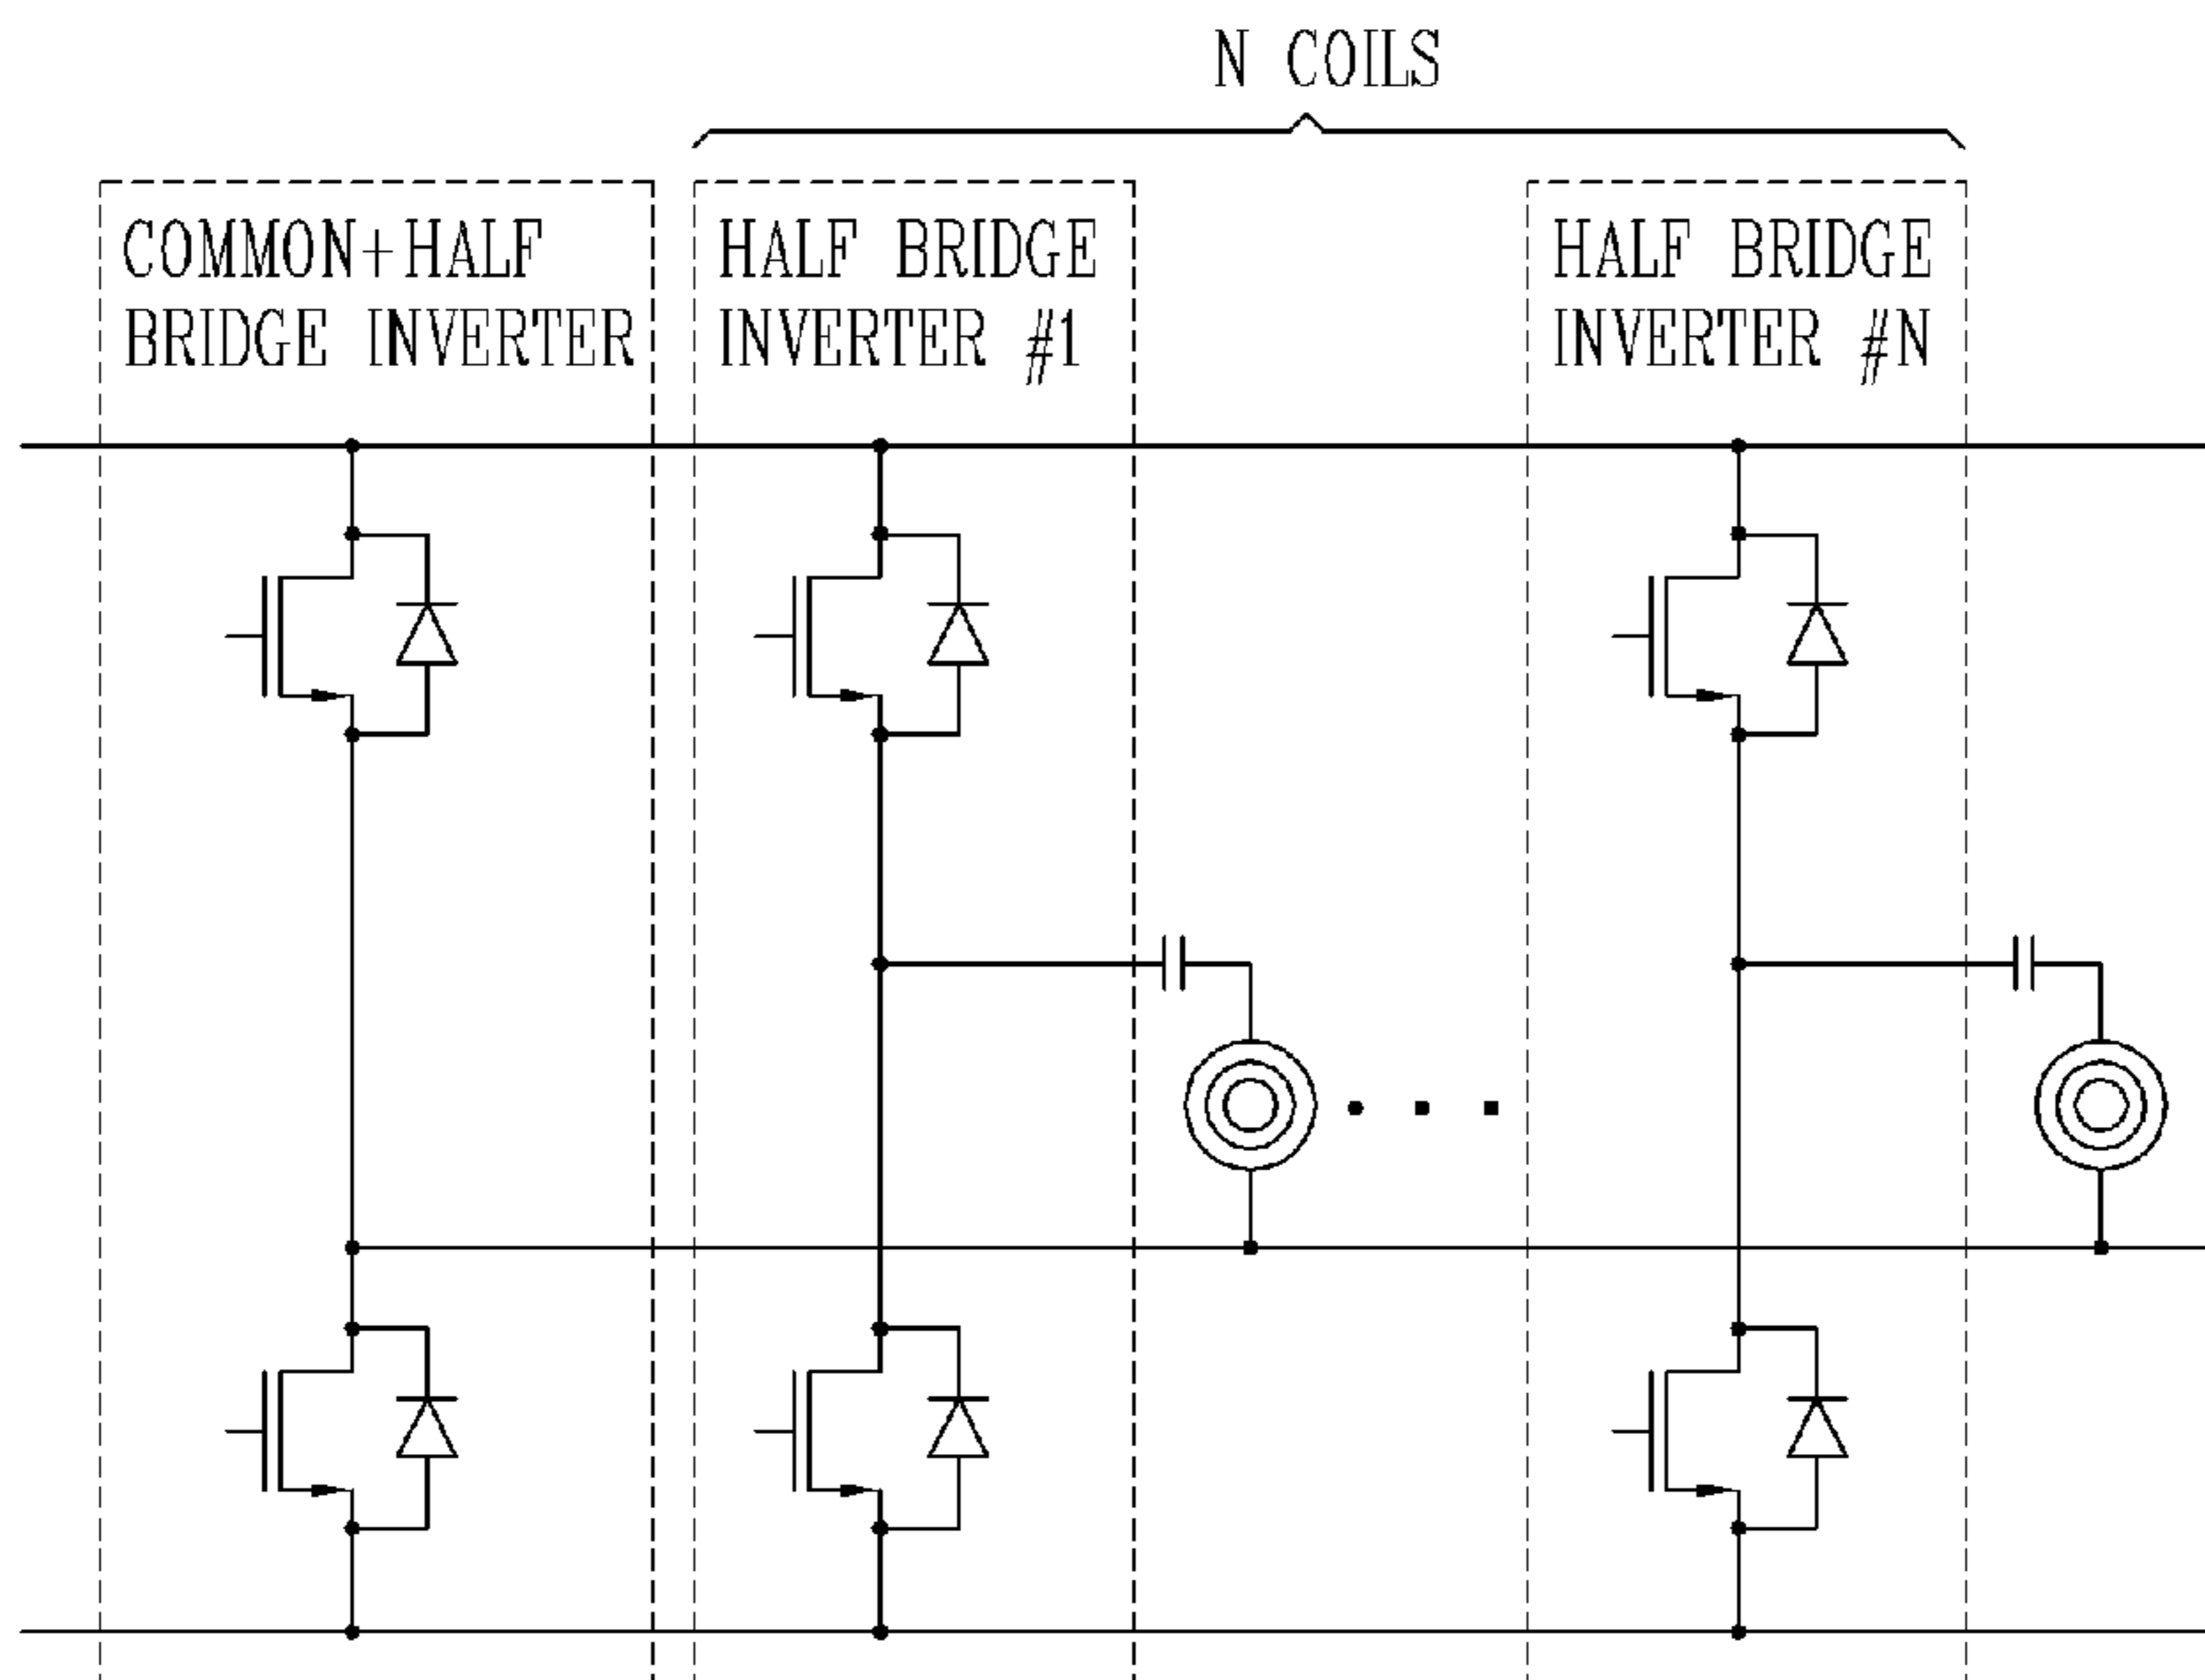 N COILS
COMMON+HALF
BRIDGE INVERTER
HALF BRIDGE
INVERTER #1
HALF BRIDGE
INVERTER #N